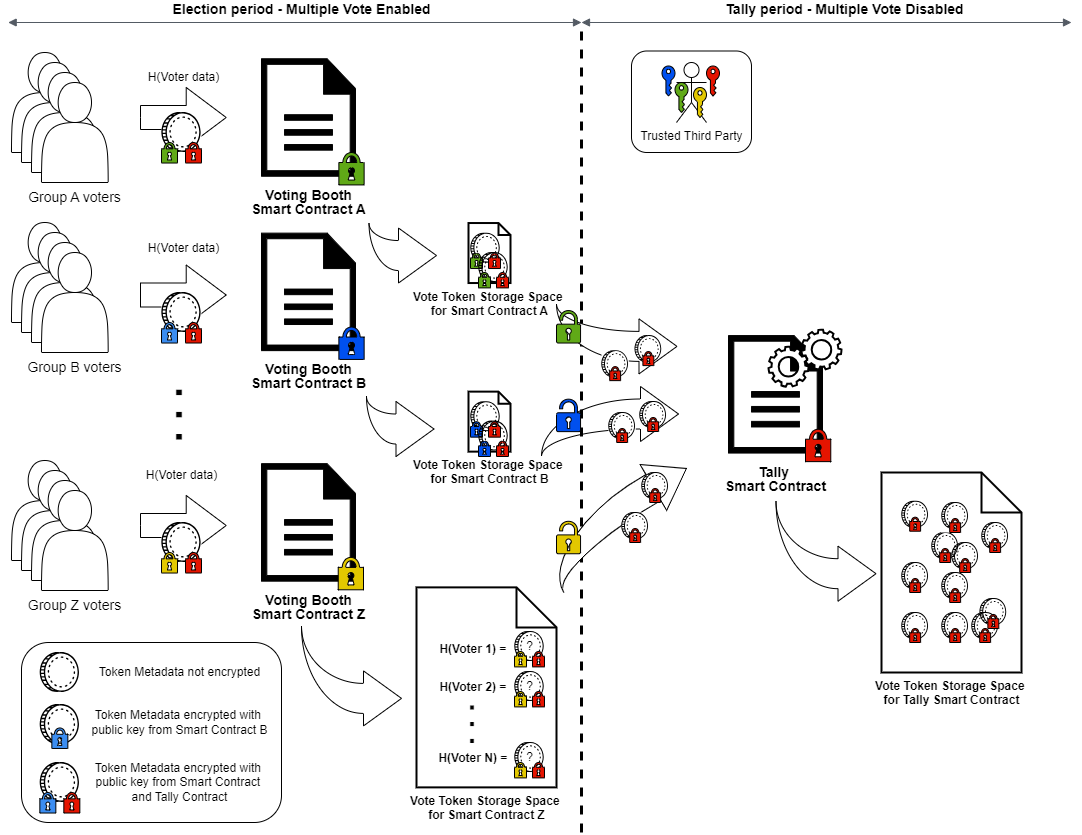 Election period - Multiple Vote Enabled
Tally period - Multiple Vote Disabled
H(Voter data)
Group A voters
Voting Booth
Smart Contract A
Trusted Third Party
H(Voter data)
Group B voters
Voting Booth
Smart Contract B
Vote Token Storage Space
for Smart Contract A
H(Voter data)
Group Z voters
Voting Booth
Smart Contract Z
Vote Token Storage Space
for Smart Contract B
Tally
Smart Contract
H(Voter 1) =
?
H(Voter 2) =
?
H(Voter N) =
?
Vote Token Storage Space
for Smart Contract Z
Vote Token Storage Space
for Tally Smart Contract
Token Metadata not encrypted
Token Metadata encrypted with
public key from Smart Contract B
Token Metadata encrypted with
public key from Smart Contract
and Tally Contract